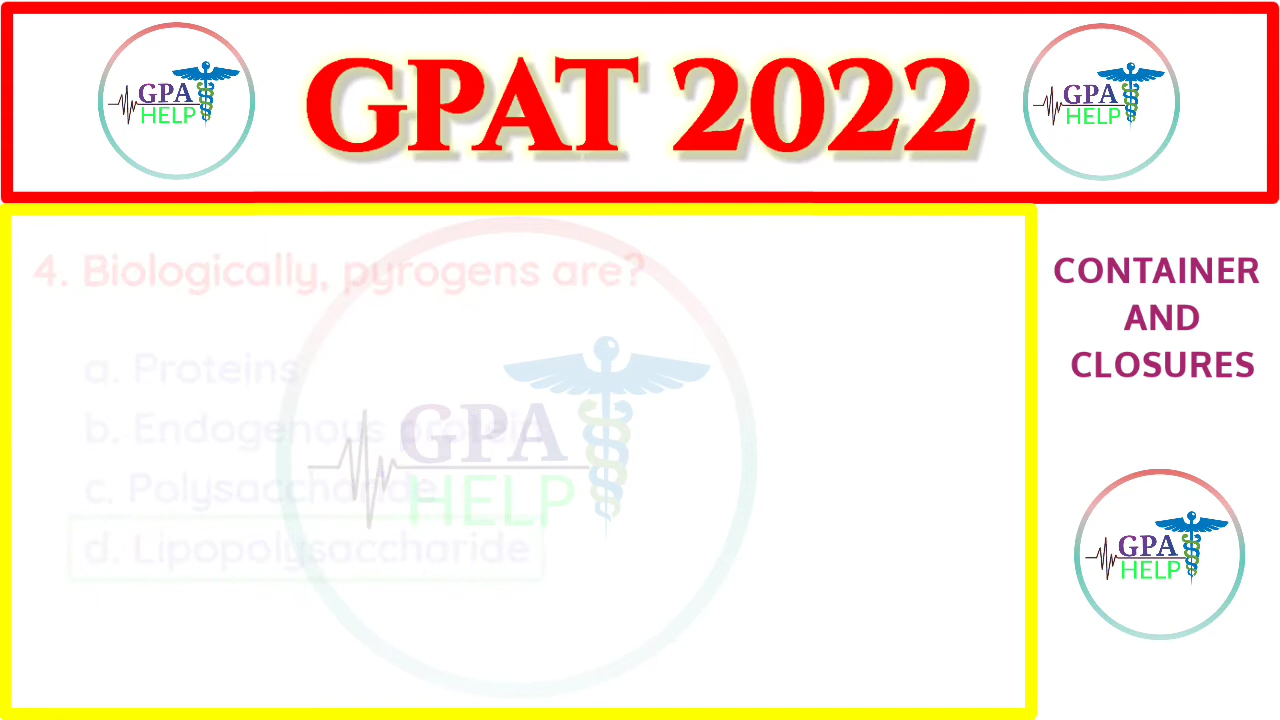 GPA
HELP
GPAT 2022
GPA
HELP
4. Biologically, pyrogens are?
a. Proteins
b. Endogenous protein
c. Polysaccharide
d. Lipopolysaccharide
GPA
HELP
CONTAINER
AND
CLOSURES
GPA
HELP